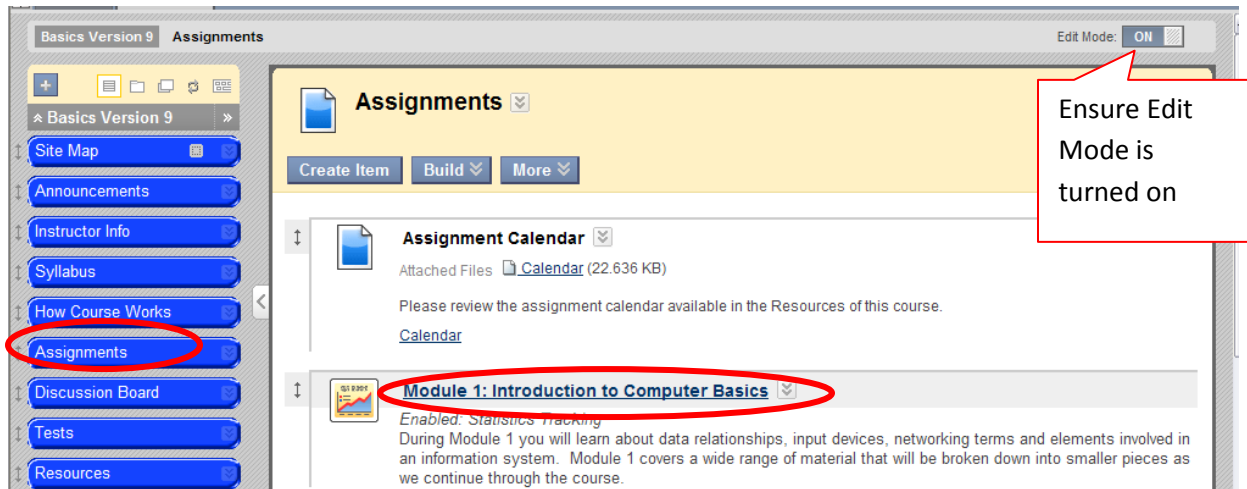 Basics Version 9 Assignments
Edit Mode: ON
Ensure Edit
Mode is
turned on
Basics Version 9
Site Map
Announcements
Instructor Info
Syllabus
How Course Works
Assignments
Discussion Board
Tests
Resources
Assignments
Create Item Build More
Assignment Calendar
Attached Files Calendar (22.636 KB)
Please review the assignment calendar available in the Resources of this course.
Calendar
Module 1: Introduction to Computer Basics
Enabled: Statistics Tracking
During Module 1 you will learn about data relationships, input devices, networking terms and elements involved in
an information system. Module 1 covers a wide range of material that will be broken down into smaller pieces as
we continue through the course.